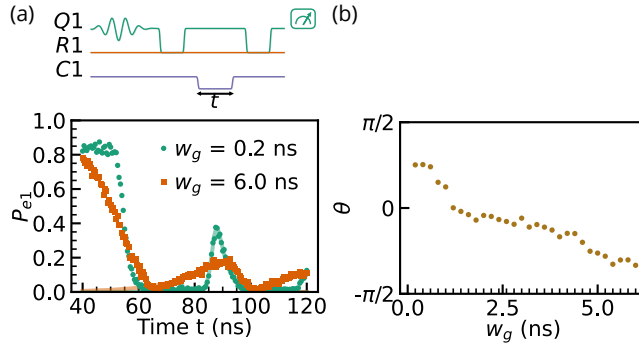 (a)
(b)
Q1
R1
C1
t
1.0
0.8
0.6
0.4
0.2
0.0
P_{e1}
w_g = 0.2 ns
w_g = 6.0 ns
40 60 80 100 120
Time t (ns)
π/2
0
-π/2
θ
0.0 2.5 5.0
w_g (ns)